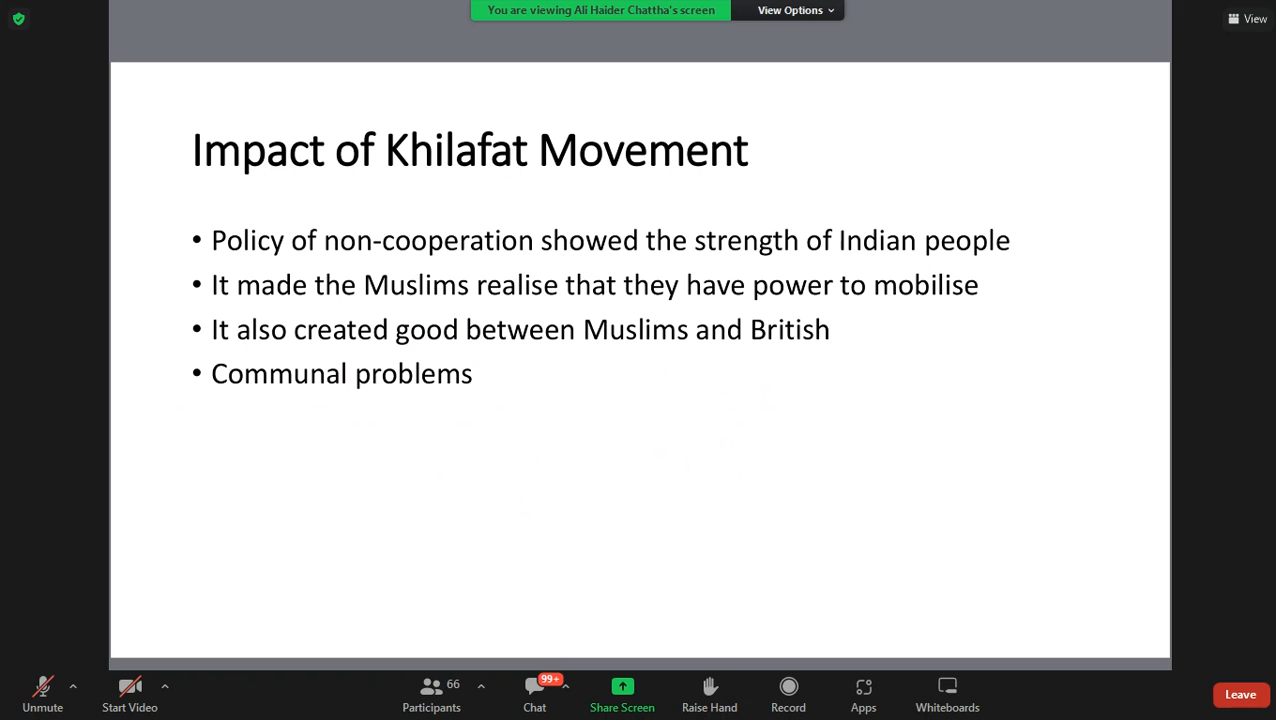 You are viewing Ali Haider Chattha's screen
View Options
View
Impact of Khilafat Movement
• Policy of non-cooperation showed the strength of Indian people
• It made the Muslims realise that they have power to mobilise
• It also created good between Muslims and British
• Communal problems
Unmute
Start Video
66
Participants
99+
Chat
Share Screen
Raise Hand
Record
Apps
Whiteboards
Leave